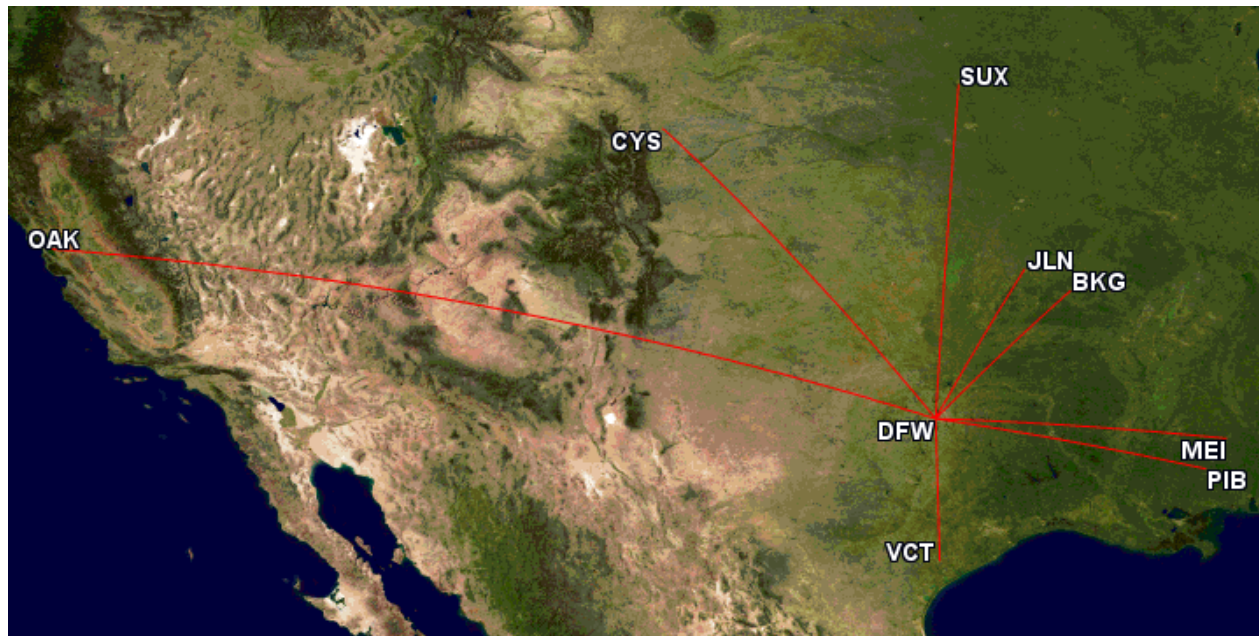 SUX
CYS
OAK
JLN
BKG
DFW
MEI
PIB
VCT